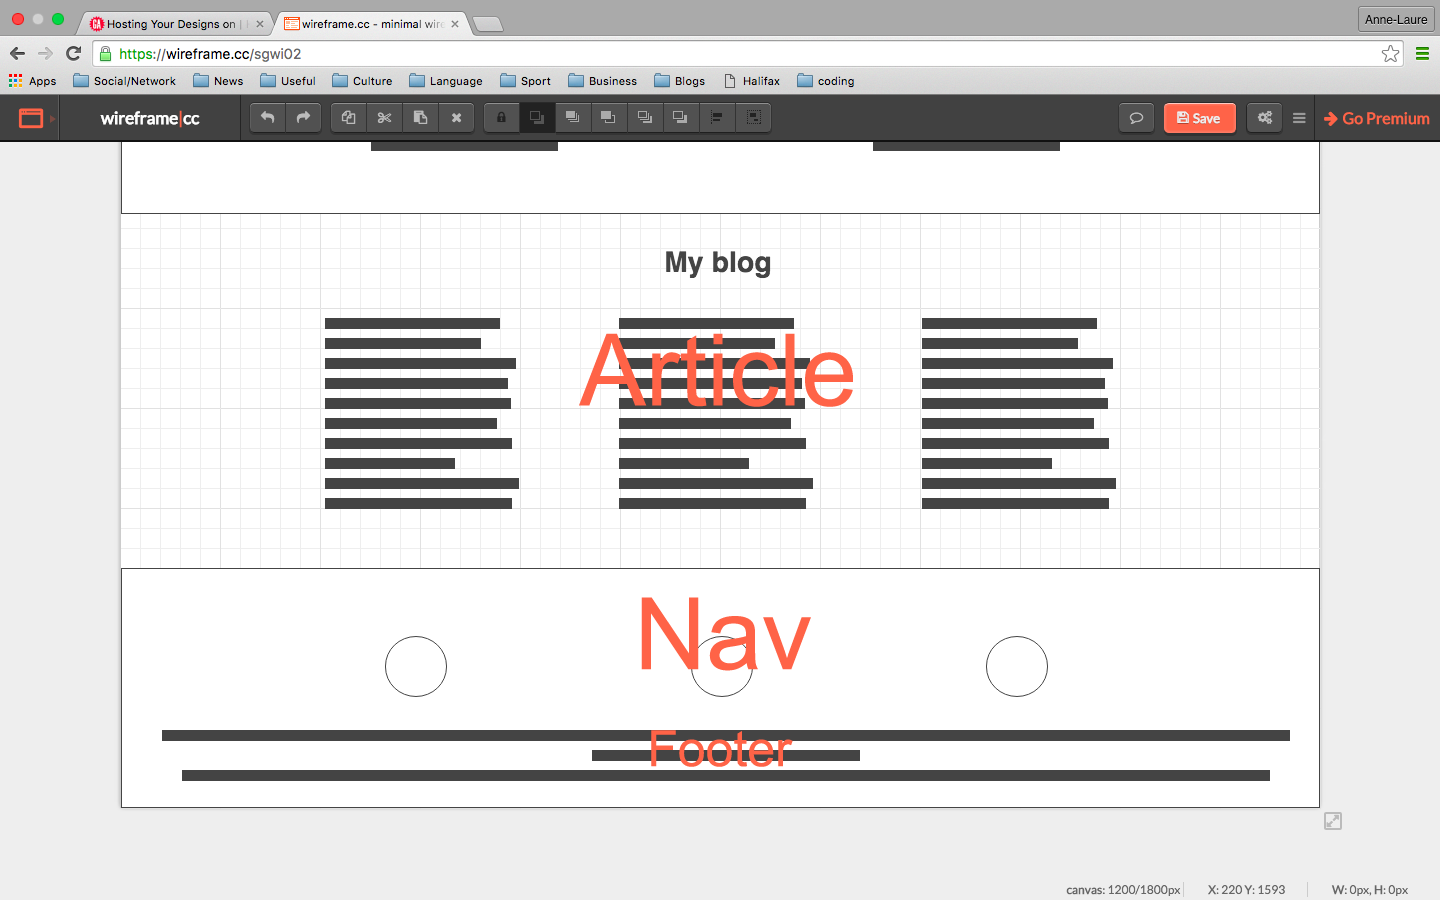 Hosting Your Designs on |
wireframe.cc - minimal wire
Anne-Laure
https://wireframe.cc/sgwi02
Apps Social/Network News Useful Culture Language Sport Business Blogs Halifax coding
wireframe|cc Save Go Premium
My blog
Article
Nav
Footer
canvas: 1200/1800px X: 220 Y: 1593 W: 0px, H: 0px